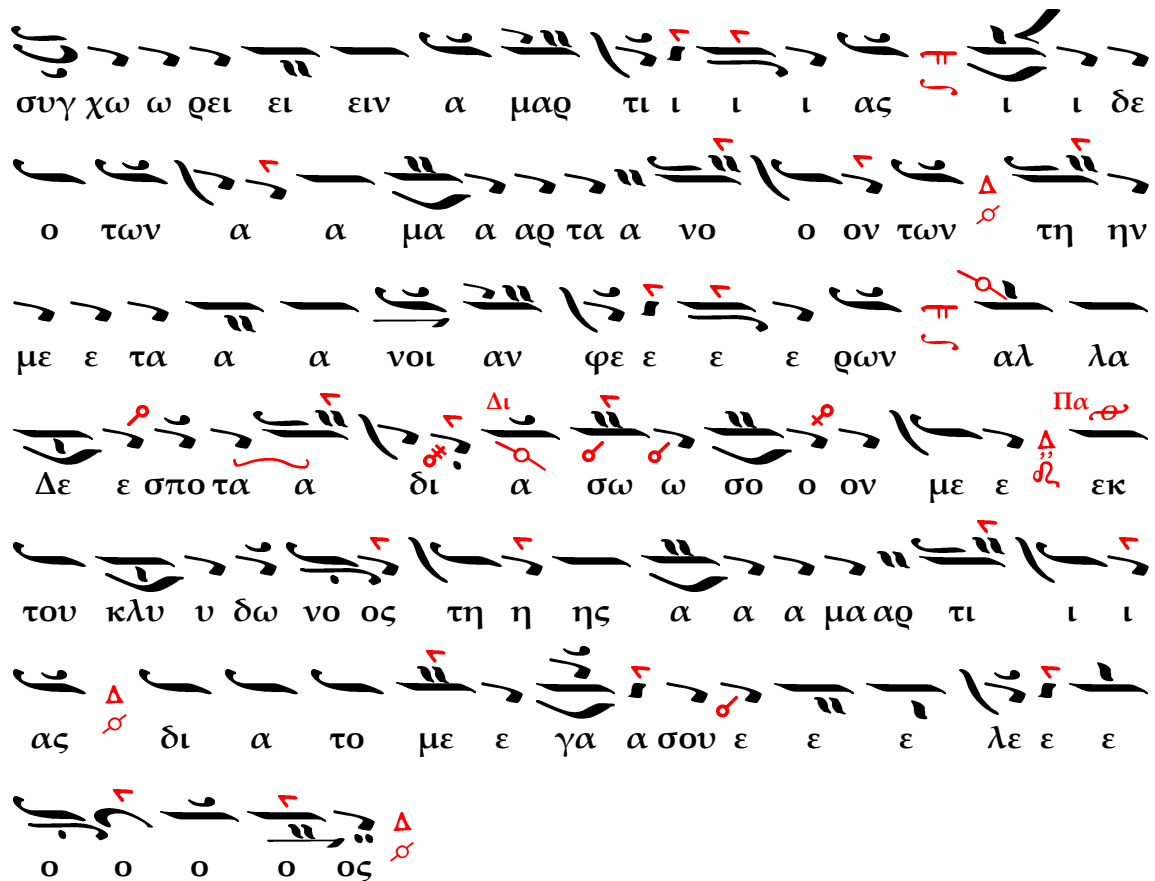 συγ χω ω ρει ει ειν α μαρ τι ι ι ι ας ι ι δε
ο των α α μα α αρ τα α νο ο ον των Δ τη ην
με ε τα α α νοι αν φε ε ε ε ρων αλ λα
Δε ε σπο τα α δι Δι α σω ω σο ο ον με ε Δ Πα εκ
του κλυ υ δω νο ος τη η ης α α α μα αρ τι ι ι
ας Δ δι α το με ε γα α σου ε ε ε λε ε ε
ο ο ο ο ος Δ